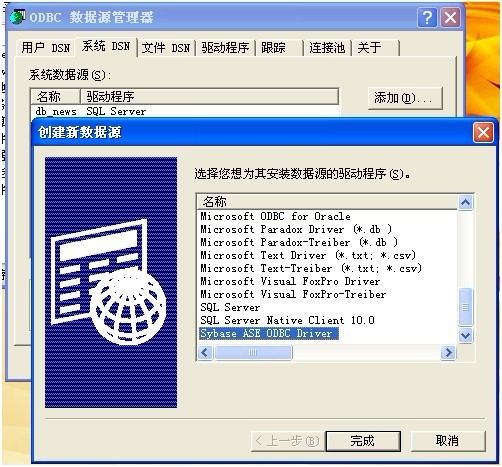 ODBC 数据源管理器
用户 DSN 系统 DSN 文件 DSN 驱动程序 跟踪 连接池 关于
系统数据源(S):
名称 驱动程序
添加(D)...
db_news SQL Server
创建新数据源
选择您想为其安装数据源的驱动程序(S)。
名称
Microsoft ODBC for Oracle
Microsoft Paradox Driver (*.db )
Microsoft Paradox-Treiber (*.db )
Microsoft Text Driver (*.txt; *.csv)
Microsoft Text-Treiber (*.txt; *.csv)
Microsoft Visual FoxPro Driver
Microsoft Visual FoxPro-Treiber
SQL Server
SQL Server Native Client 10.0
Sybase ASE ODBC Driver
<上一步(B) 完成 取消